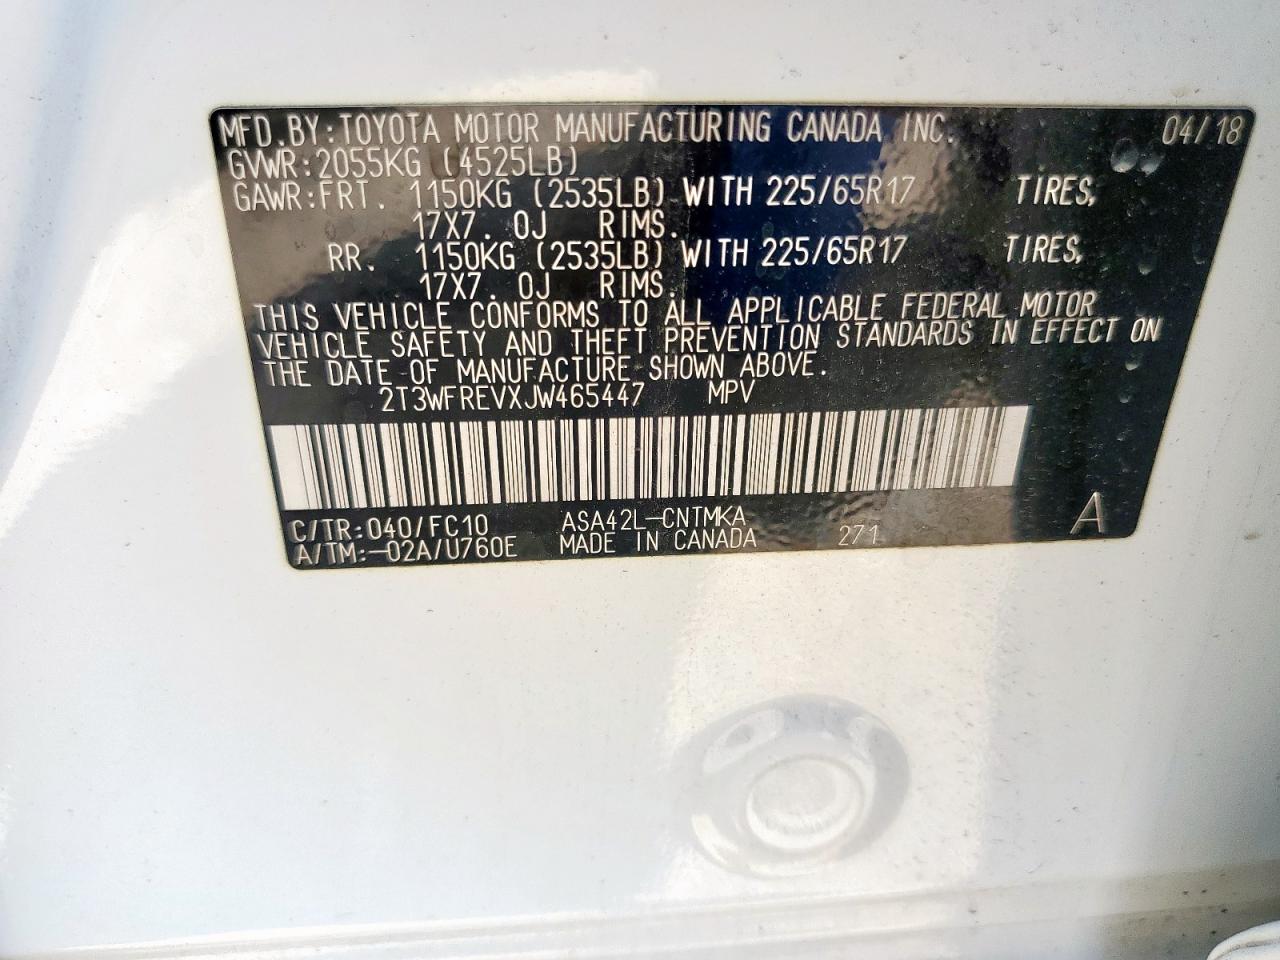 MFD.BY:TOYOTA MOTOR MANUFACTURING CANADA INC. 04/18
GVWR:2055KG (4525LB)
GAWR:FRT. 1150KG (2535LB) WITH 225/65R17 TIRES,
17X7.0J RIMS.
RR. 1150KG (2535LB) WITH 225/65R17 TIRES,
17X7.0J RIMS.
THIS VEHICLE CONFORMS TO ALL APPLICABLE FEDERAL MOTOR
VEHICLE SAFETY AND THEFT PREVENTION STANDARDS IN EFFECT ON
THE DATE OF MANUFACTURE SHOWN ABOVE.
2T3WFREVXJW465447 MPV
C/TR:040/FC10 ASA42L-CNTMKA A
A/TM:-02A/U760E MADE IN CANADA 271